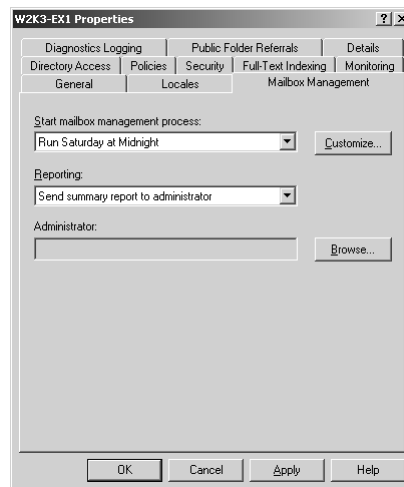 W2K3-EX1 Properties
Diagnostics Logging Public Folder Referrals Details
Directory Access Policies Security Full-Text Indexing Monitoring
General Locales Mailbox Management
Start mailbox management process:
Run Saturday at Midnight Customize...
Reporting:
Send summary report to administrator
Administrator:
Browse...
OK Cancel Apply Help